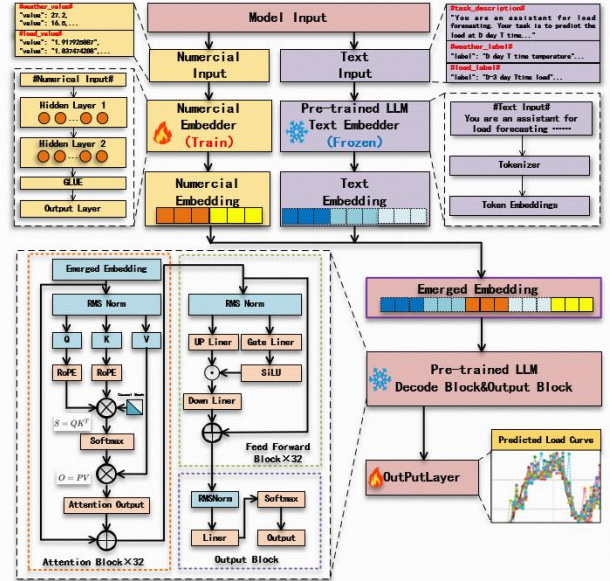 #weather_value#
"value": 27.2,
"value": 16.6,...
#load_value#
"value": "1.917926887",
"value": "1.837474288",...
Model Input
#task_description#
"You are an assistant for load
forecasting. Your task is to predict the
load at D day T time..."
#weather_label#
"label": "D day T time temperature"...
#load_label#
"label": "D-3 day Ttime load"...
Numercial
Input
Text
Input
#Numerical Input#
Hidden Layer 1
Hidden Layer 2
GLUE
Output Layer
Numercial
Embedder
(Train)
Pre-trained LLM
Text Embedder
(Frozen)
#Text Input#
You are an assistant for
load forecasting ······
Tokenizer
Token Embeddings
Numercial
Embedding
Text
Embedding
Emerged Embedding
RMS Norm
Q
K
V
RoPE
RoPE
Causal Mask
S=QK^T
Softmax
O=PV
Attention Output
Attention Block×32
RMS Norm
UP Liner
Gate Liner
SiLU
Down Liner
Feed Forward
Block×32
RMSNorm
Softmax
Liner
Output
Output Block
Emerged Embedding
Pre-trained LLM
Decode Block&Output Block
OutPutLayer
Predicted Load Curve